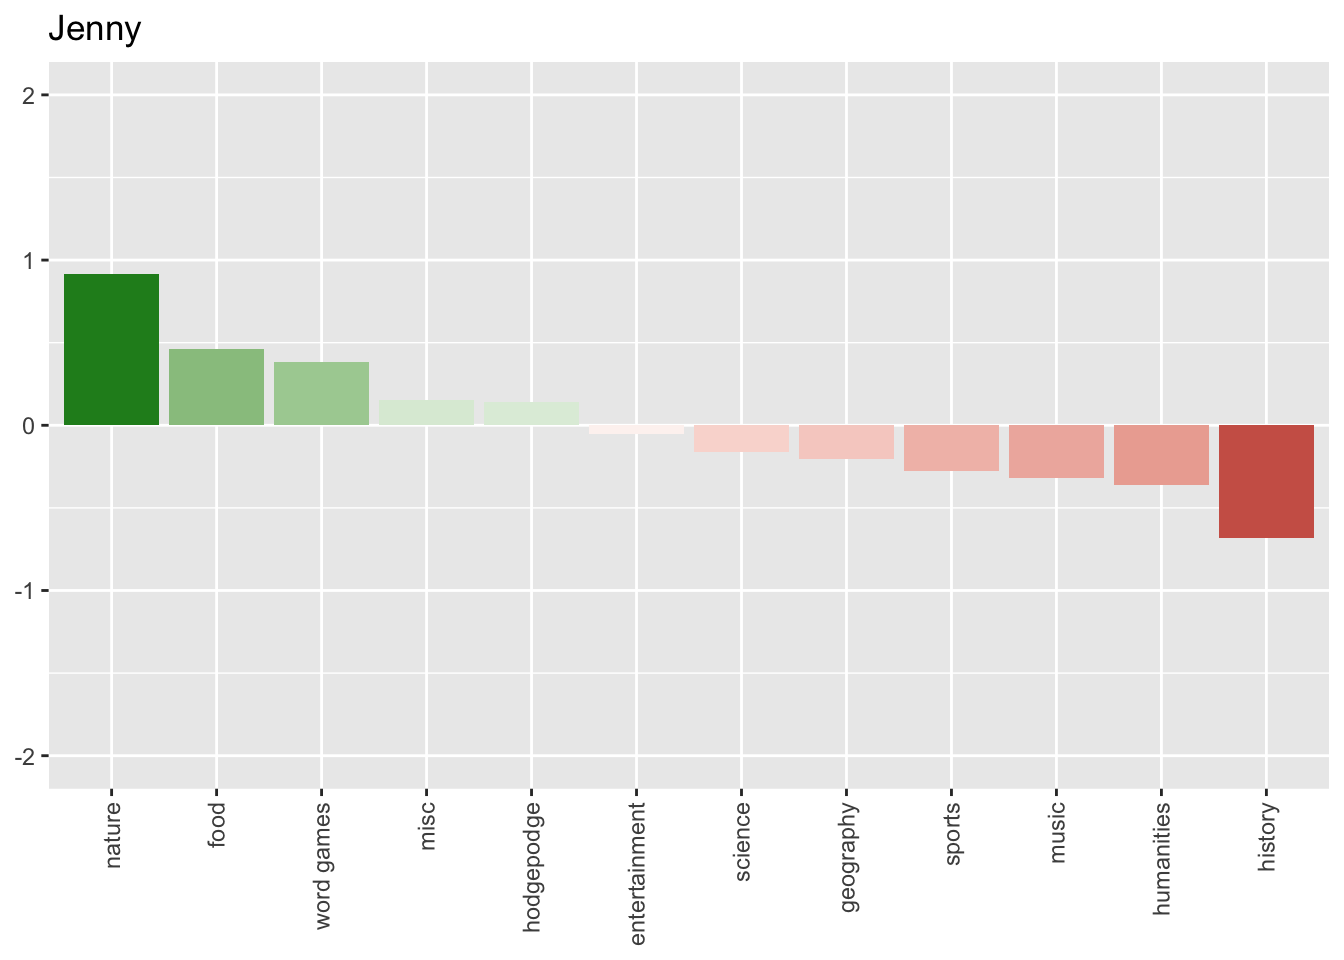 Jenny
2
1
0
-1
-2
nature
food
word games
misc
hodgepodge
entertainment
science
geography
sports
music
humanities
history